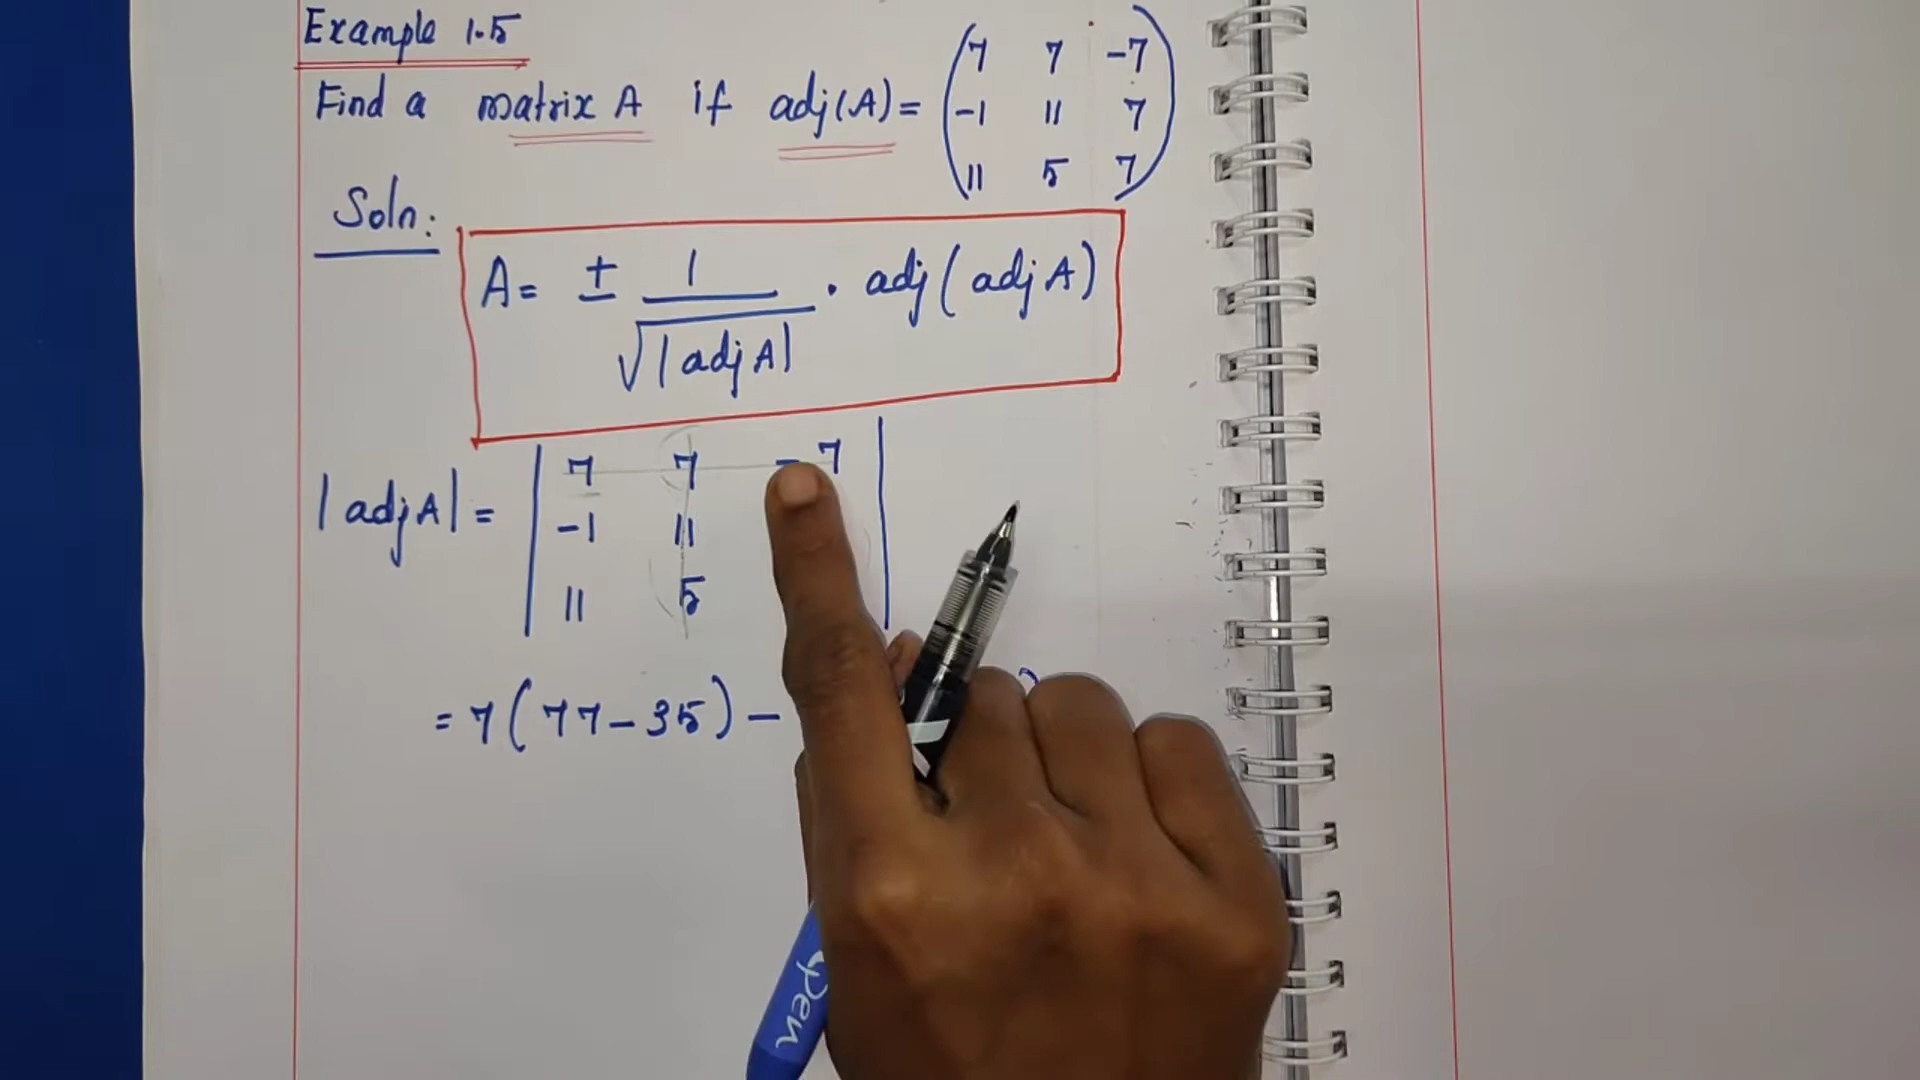 Example 1.5
Find a matrix A if adj(A)= (7 7 -7
-1 11 7
11 5 7)
Soln:
A= ± 1/√|adj A| . adj (adj A)
|adj A| = |7 7 -7|
-1 11
11 5
= 7(77-35) -
Pen